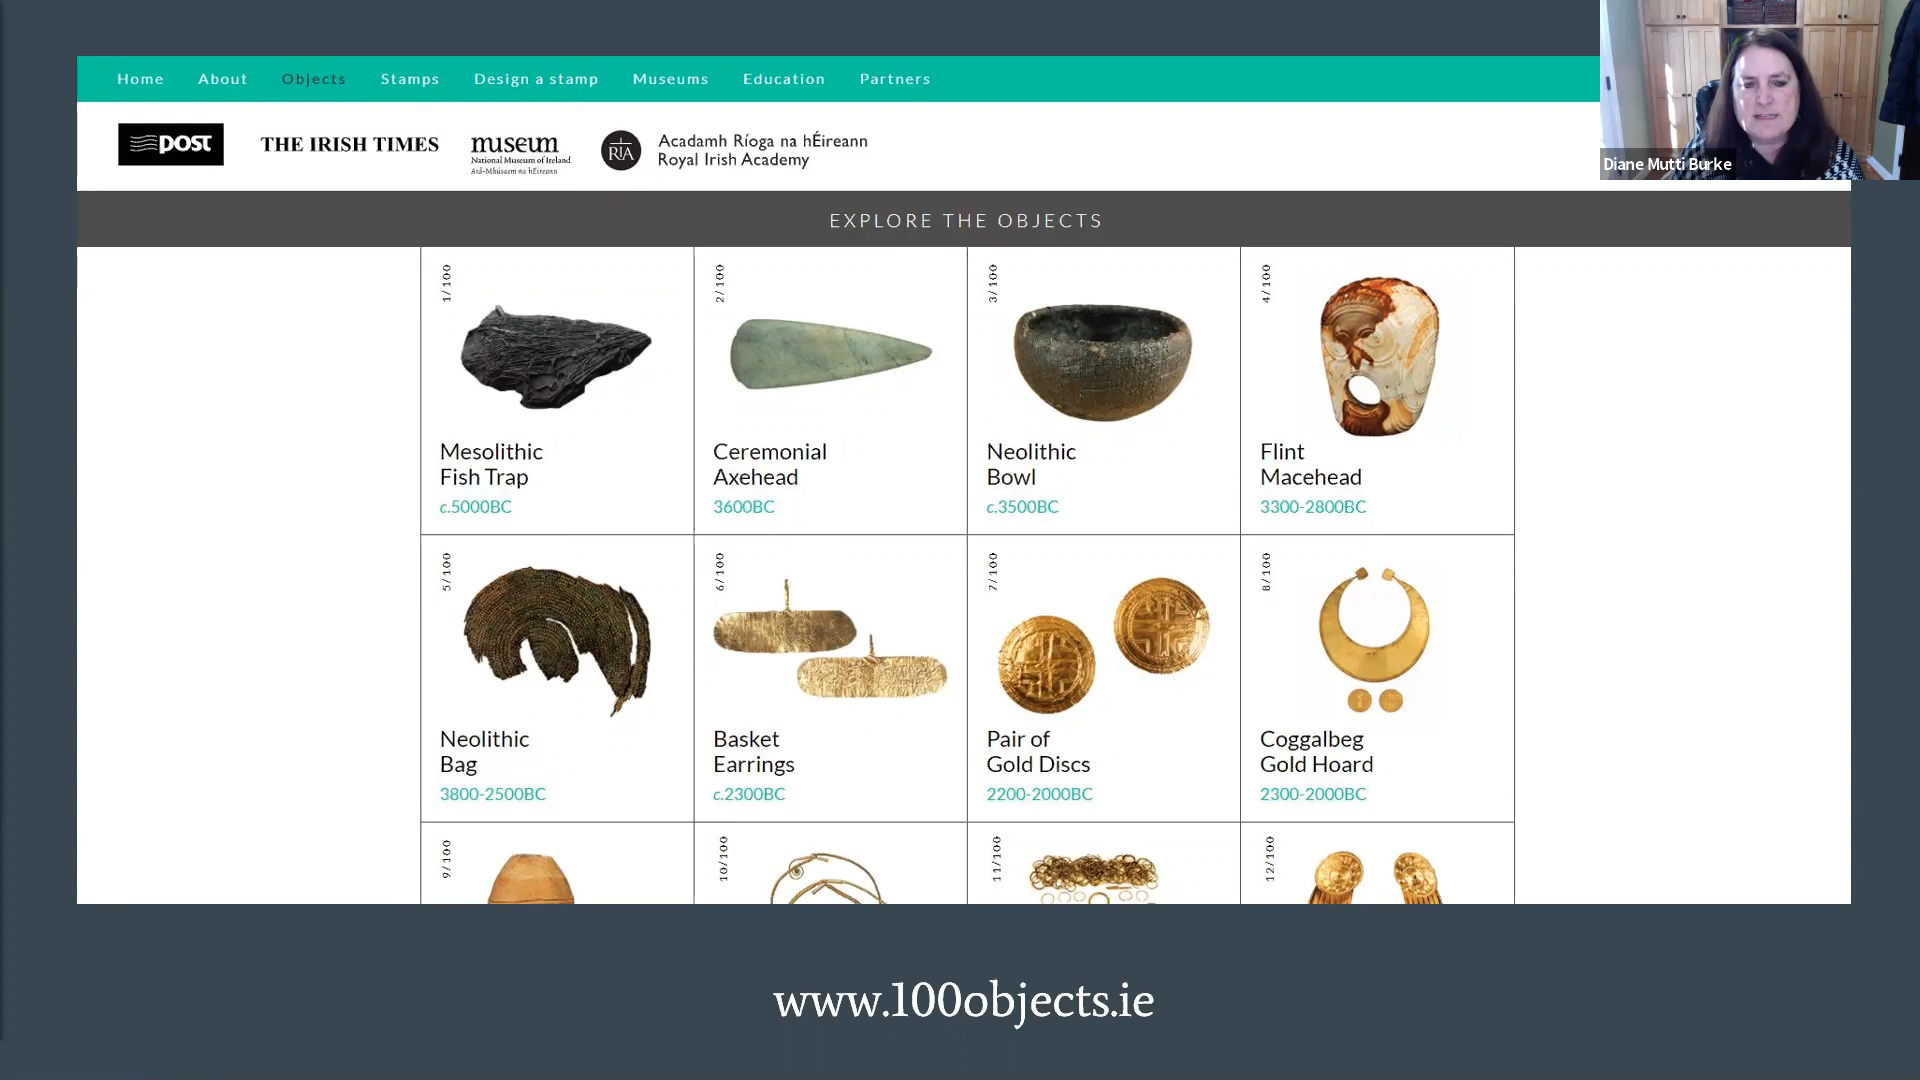 Home About Objects Stamps Design a stamp Museums Education Partners
post
THE IRISH TIMES
museum
National Museum of Ireland
Ard-Mhúsaem na hÉireann
RIA
Acadamh Ríoga na hÉireann
Royal Irish Academy
Diane Mutti Burke
EXPLORE THE OBJECTS
1/100
Mesolithic
Fish Trap
c.5000BC
2/100
Ceremonial
Axehead
3600BC
3/100
Neolithic
Bowl
c.3500BC
4/100
Flint
Macehead
3300-2800BC
5/100
Neolithic
Bag
3800-2500BC
6/100
Basket
Earrings
c.2300BC
7/100
Pair of
Gold Discs
2200-2000BC
8/100
Coggalbeg
Gold Hoard
2300-2000BC
9/100
10/100
11/100
12/100
www.100objects.ie